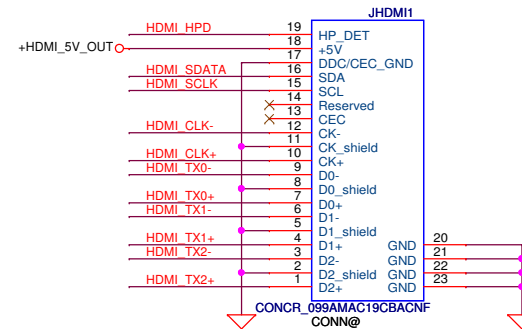 JHDMI1
HDMI_HPD 19 HP_DET
+HDMI_5V_OUT 18 +5V
17 DDC/CEC_GND
HDMI_SDATA 16 SDA
HDMI_SCLK 15 SCL
14 Reserved
13 CEC
HDMI_CLK- 12 CK-
11 CK_shield
HDMI_CLK+ 10 CK+
HDMI_TX0- 9 D0-
8 D0_shield
HDMI_TX0+ 7 D0+
HDMI_TX1- 6 D1-
5 D1_shield
HDMI_TX1+ 4 D1+ GND 20
HDMI_TX2- 3 D2- GND 21
2 D2_shield GND 22
HDMI_TX2+ 1 D2+ GND 23
CONCR_099AMAC19CBACNF
CONN@